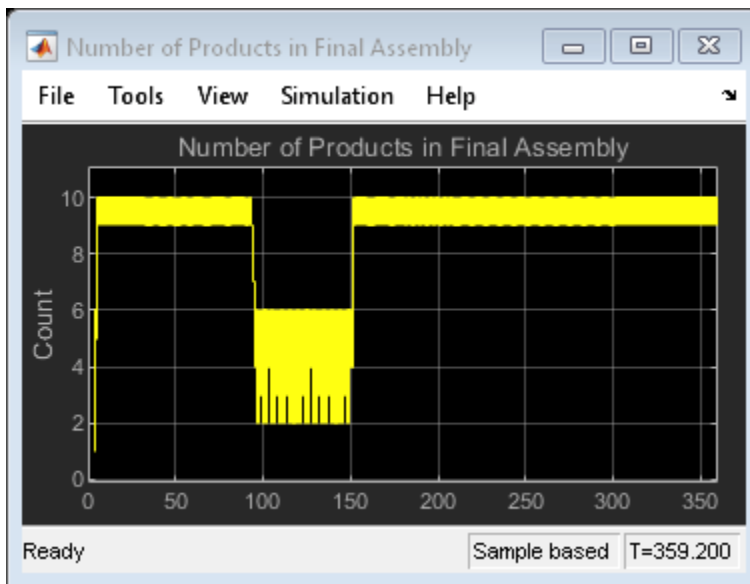 Number of Products in Final Assembly
File Tools View Simulation Help
Number of Products in Final Assembly
10
8
6
4
2
0
Count
0 50 100 150 200 250 300 350
Ready Sample based T=359.200